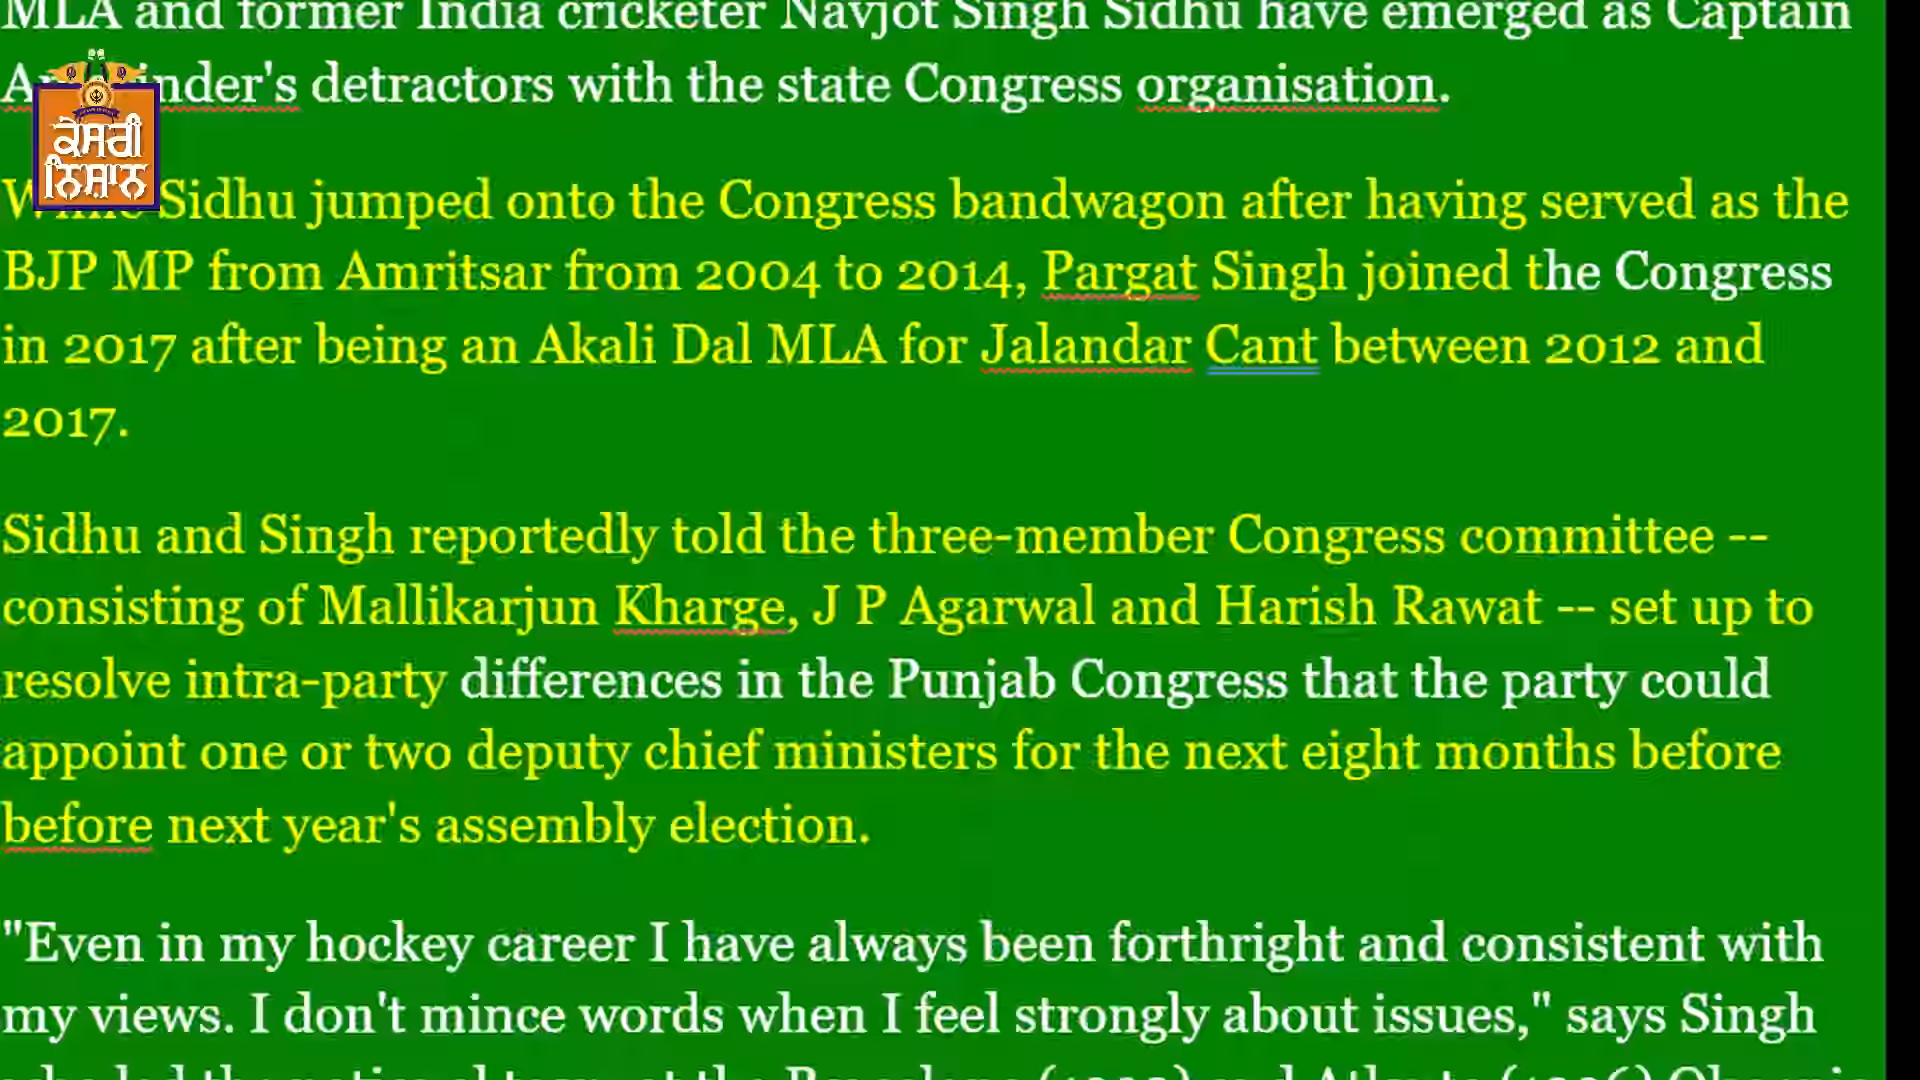 MLA and former India cricketer Navjot Singh Sidhu have emerged as Captain
inder's detractors with the state Congress organisation.
ਕੇਸਰੀ
ਨਿਸ਼ਾਨ
Sidhu jumped onto the Congress bandwagon after having served as the
BJP MP from Amritsar from 2004 to 2014, Pargat Singh joined the Congress
in 2017 after being an Akali Dal MLA for Jalandar Cant between 2012 and
2017.
Sidhu and Singh reportedly told the three-member Congress committee --
consisting of Mallikarjun Kharge, J P Agarwal and Harish Rawat -- set up to
resolve intra-party differences in the Punjab Congress that the party could
appoint one or two deputy chief ministers for the next eight months before
before next year's assembly election.
"Even in my hockey career I have always been forthright and consistent with
my views. I don't mince words when I feel strongly about issues," says Singh